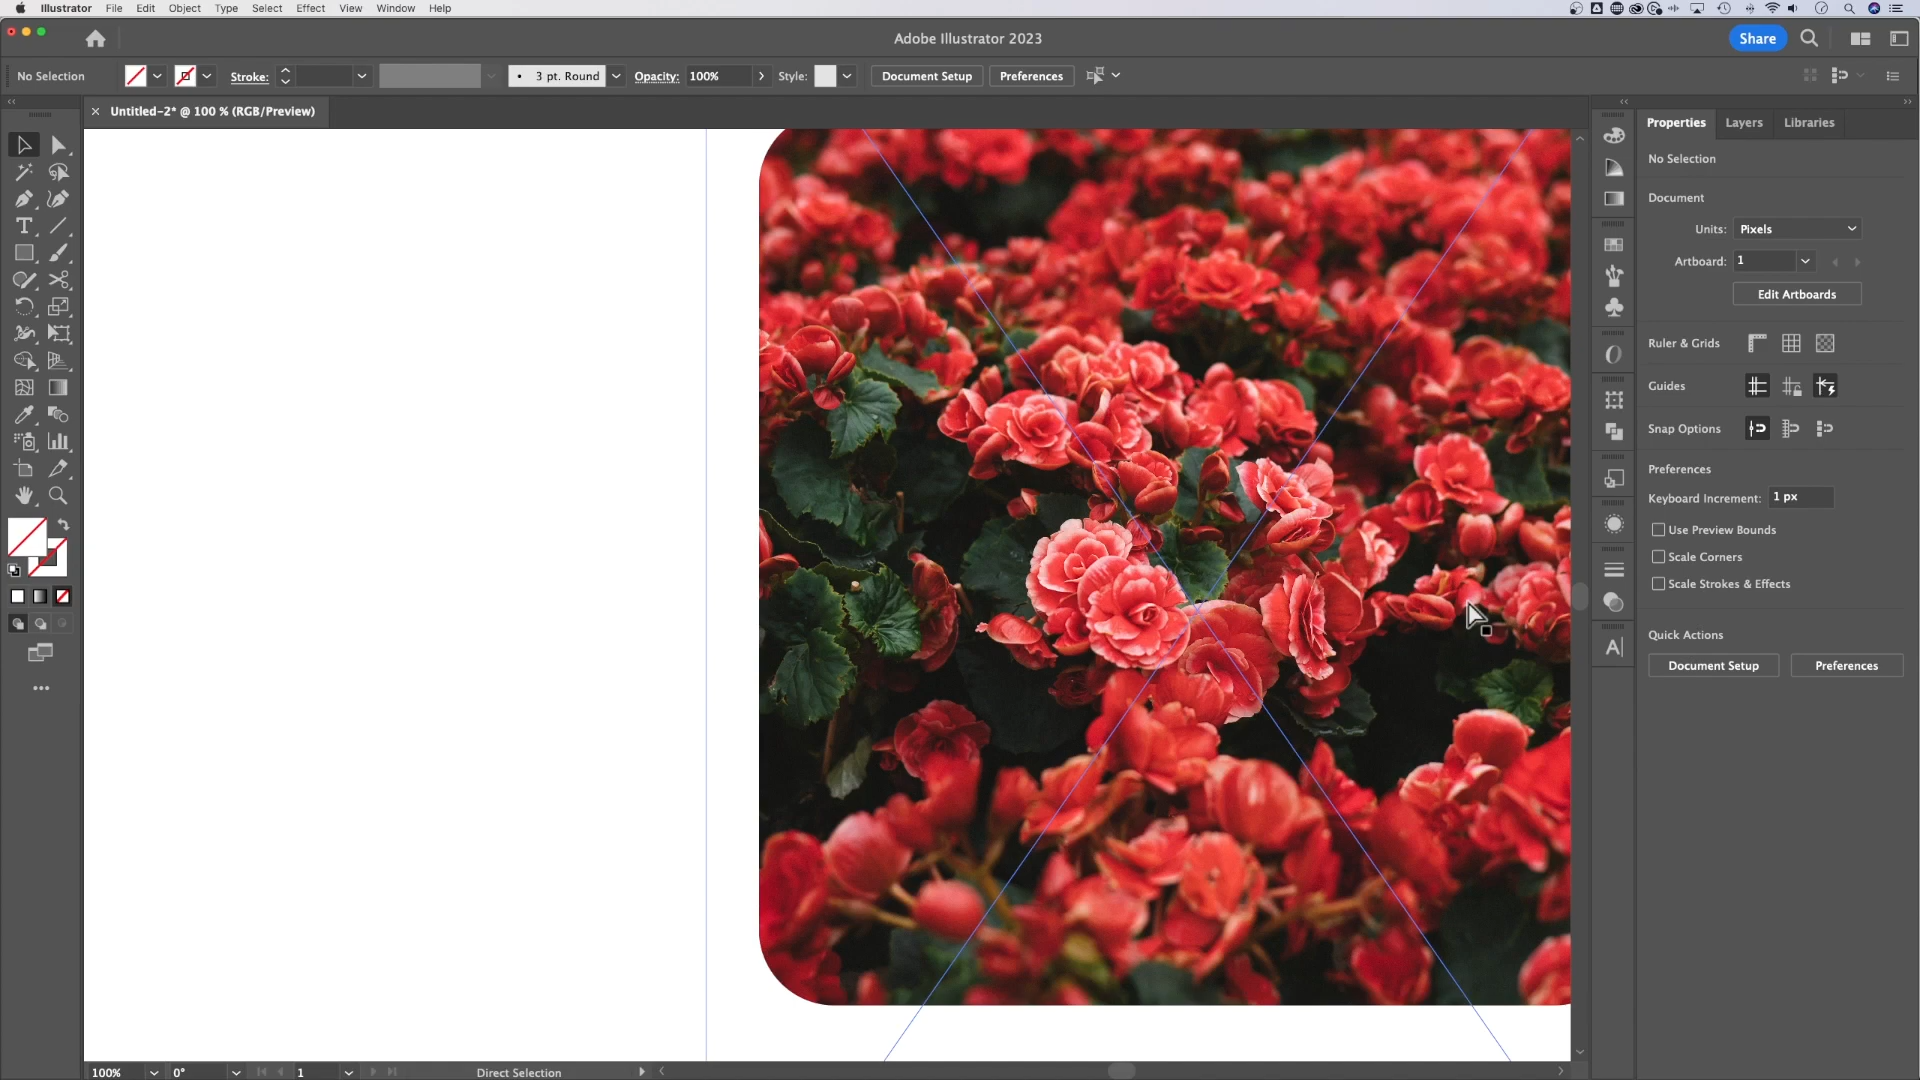 Illustrator File Edit Object Type Select Effect View Window Help
Adobe Illustrator 2023
Share
No Selection
Stroke:
3 pt. Round
Opacity: 100%
Style:
Document Setup
Preferences
Untitled-2* @ 100 % (RGB/Preview)
Properties Layers Libraries
No Selection
Document
Units: Pixels
Artboard: 1
Edit Artboards
Ruler & Grids
Guides
Snap Options
Preferences
Keyboard Increment: 1 px
Use Preview Bounds
Scale Corners
Scale Strokes & Effects
Quick Actions
Document Setup Preferences
100% 0° 1 Direct Selection